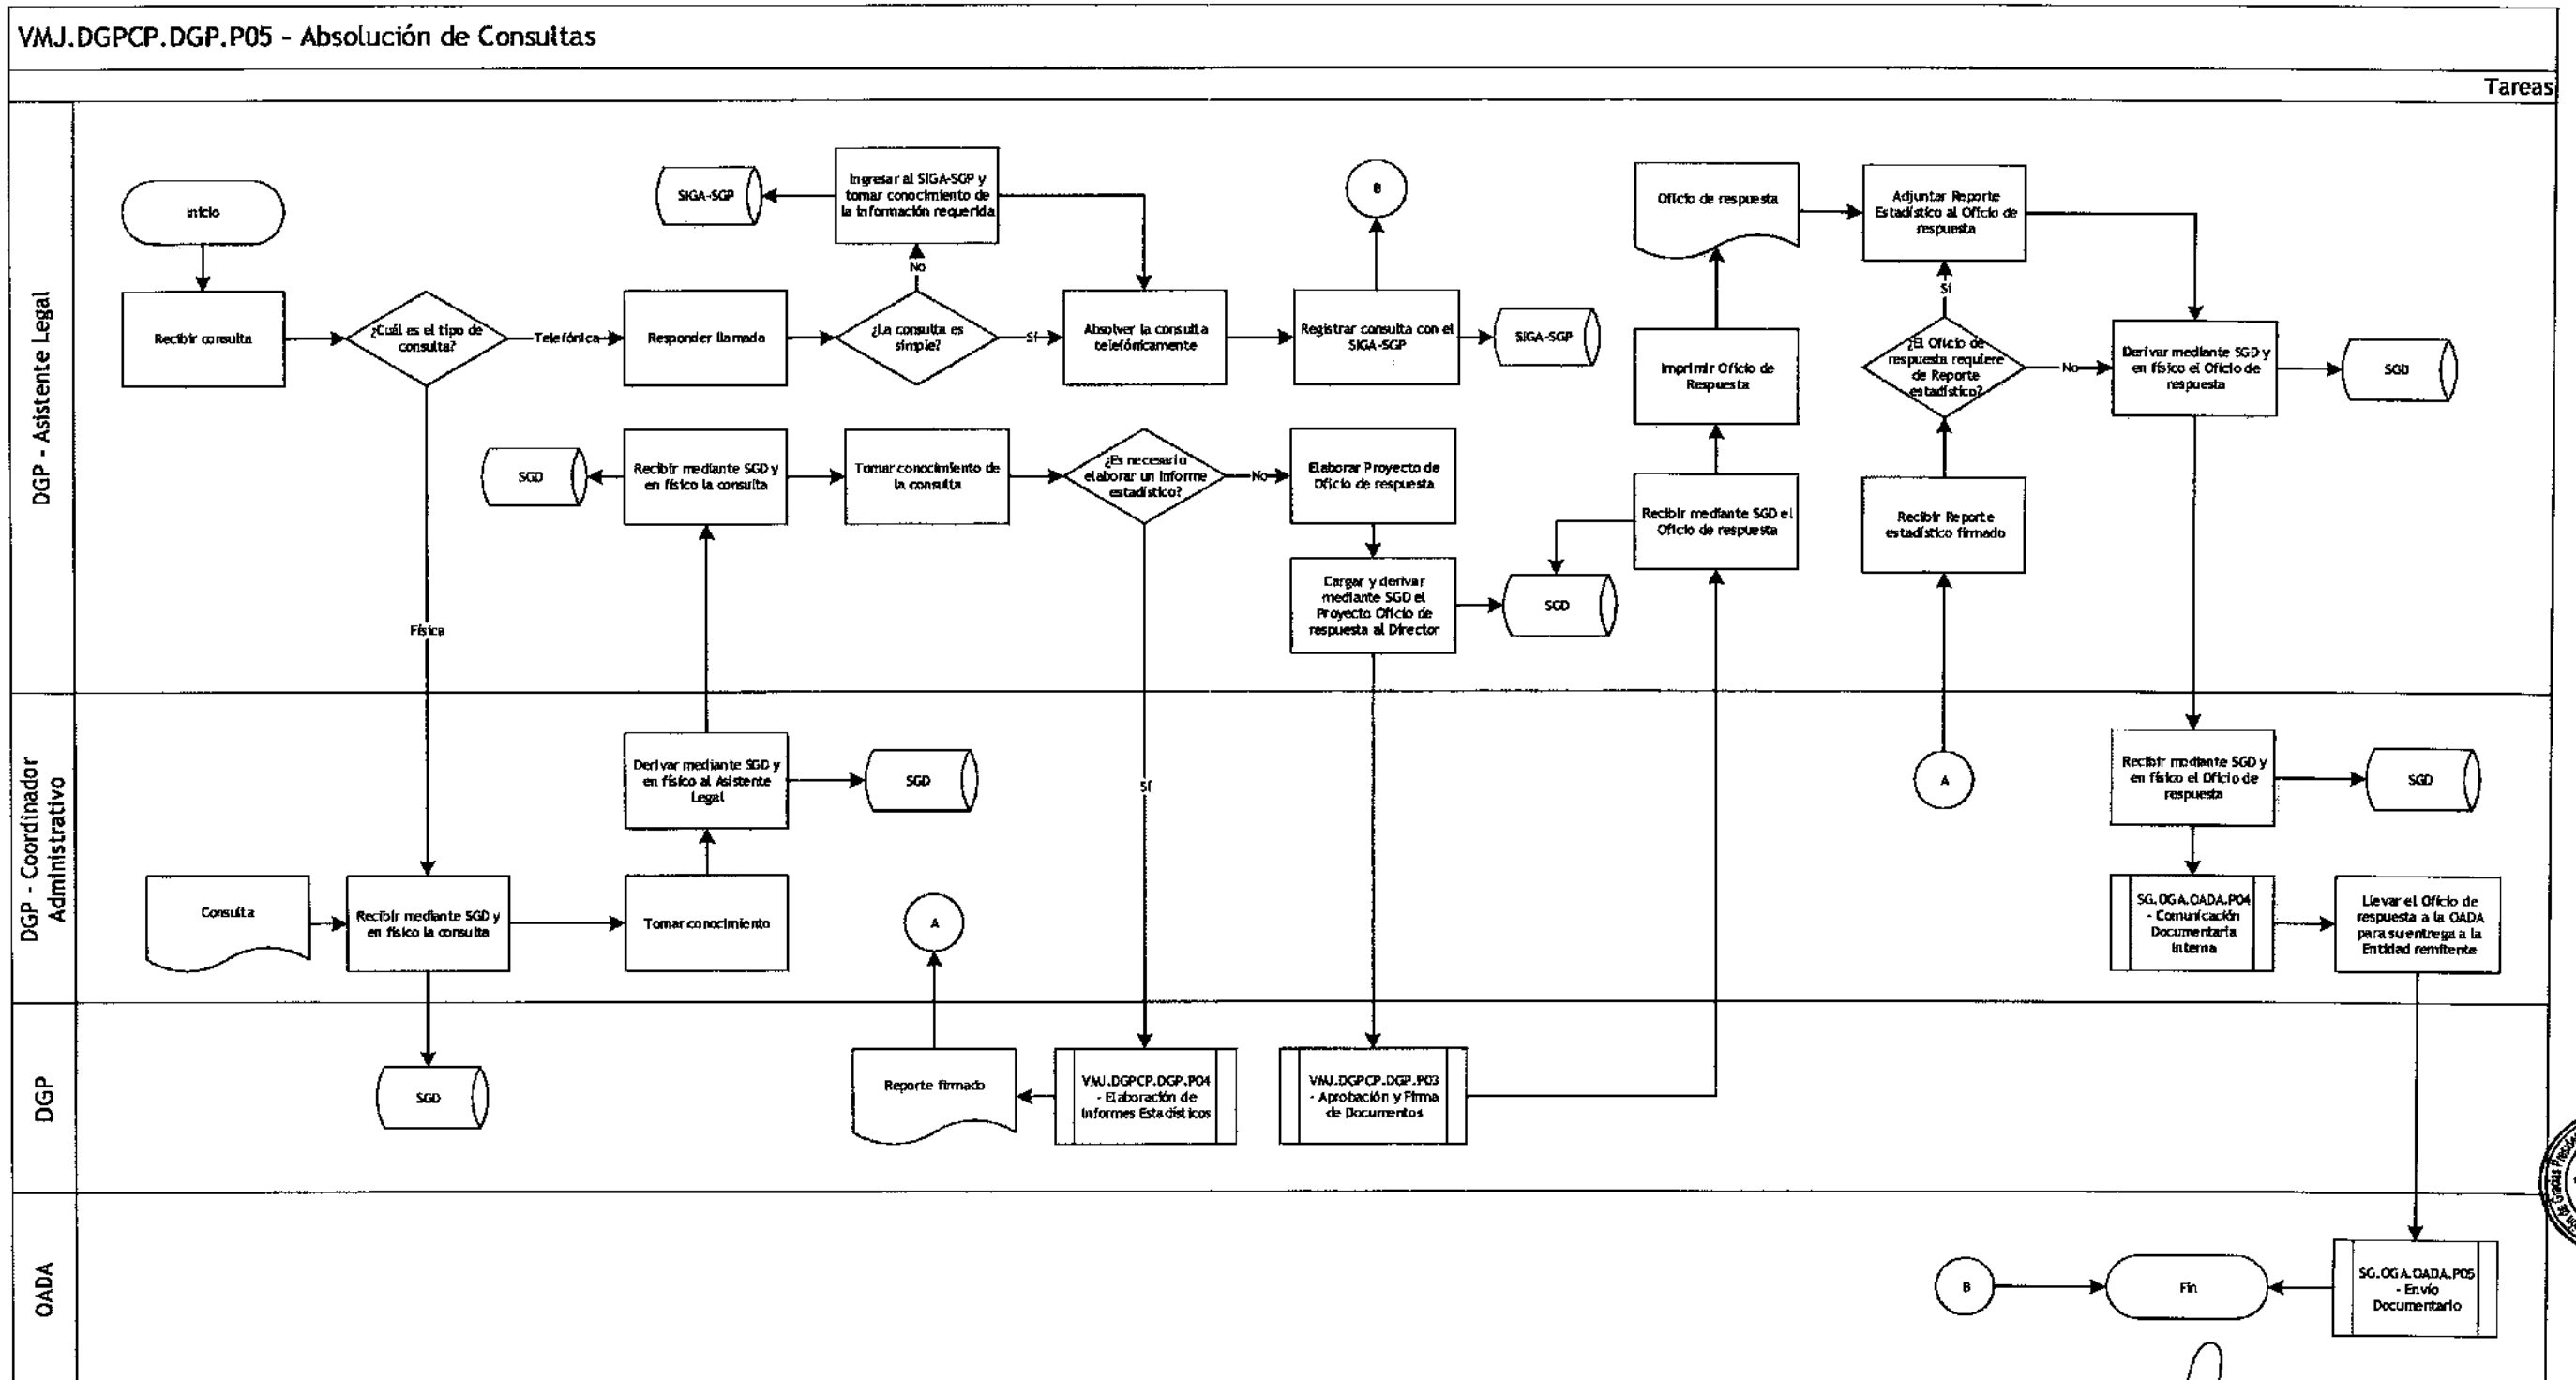 VMJ.DGPCP.DGP.P05 - Absolución de Consultas
Tareas
DGP - Asistente Legal
Inicio
Recibir consulta
¿Cuál es el tipo de
consulta?
Telefónica
Responder llamada
SIGA-SGP
Ingresar al SIGA-SGP y
tomar conocimiento de
la información requerida
No
¿La consulta es
simple?
Sí
Absolver la consulta
telefónicamente
B
Registrar consulta con el
SIGA-SGP
SIGA-SGP
Oficio de respuesta
Imprimir Oficio de
Respuesta
Adjuntar Reporte
Estadístico al Oficio de
respuesta
Sí
¿El Oficio de
respuesta requiere
de Reporte
estadístico?
No
Derivar mediante SGD y
en físico el Oficio de
respuesta
SGD
SGD
Recibir mediante SGD y
en físico la consulta
Tomar conocimiento de
la consulta
¿Es necesario
elaborar un informe
estadístico?
No
Elaborar Proyecto de
Oficio de respuesta
Recibir mediante SGD el
Oficio de respuesta
Recibir Reporte
estadístico firmado
Física
Cargar y derivar
mediante SGD el
Proyecto Oficio de
respuesta al Director
SGD
DGP - Coordinador
Administrativo
Derivar mediante SGD y
en físico al Asistente
Legal
SGD
Sí
A
Recibir mediante SGD y
en físico el Oficio de
respuesta
SGD
Consulta
Recibir mediante SGD y
en físico la consulta
Tomar conocimiento
A
SG.OGA.OADA.P04
- Comunicación
Documentaria
Interna
Llevar el Oficio de
respuesta a la OADA
para su entrega a la
Entidad remitente
DGP
SGD
Reporte firmado
VMJ.DGPCP.DGP.P04
- Elaboración de
Informes Estadísticos
VMJ.DGPCP.DGP.P03
- Aprobación y Firma
de Documentos
OADA
B
Fin
SG.OGA.OADA.P05
- Envío
Documentario